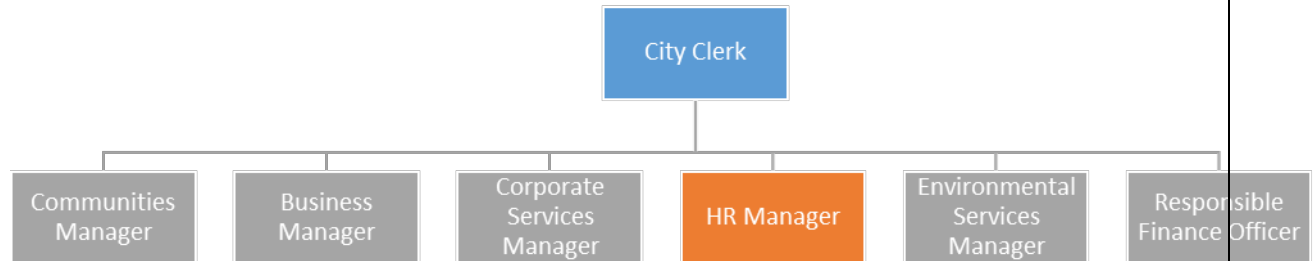 City Clerk
Communities
Manager
Business
Manager
Corporate
Services
Manager
HR Manager
Environmental
Services
Manager
Responsible
Finance Officer